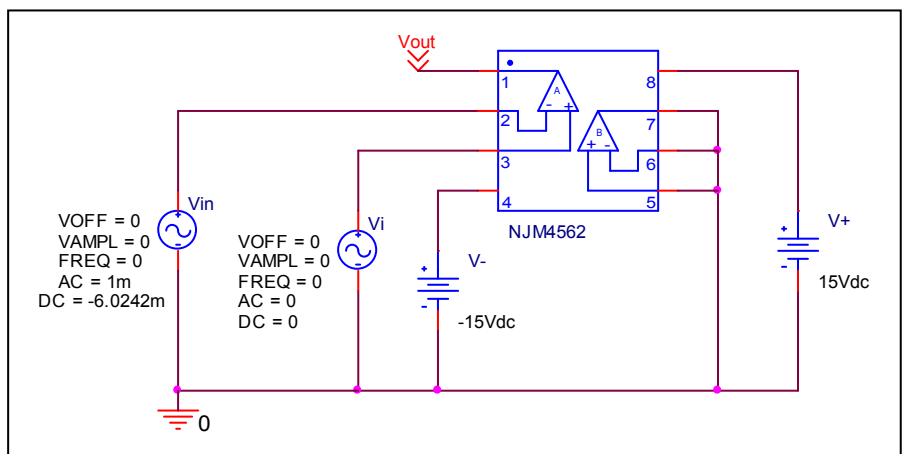 Vout
1
2
3
4
8
7
6
5
A
- +
B
+ -
NJM4562
Vin
+
-
VOFF = 0
VAMPL = 0
FREQ = 0
AC = 1m
DC = -6.0242m
Vi
+
-
VOFF = 0
VAMPL = 0
FREQ = 0
AC = 0
DC = 0
V-
+
-
-15Vdc
V+
+
-
15Vdc
0